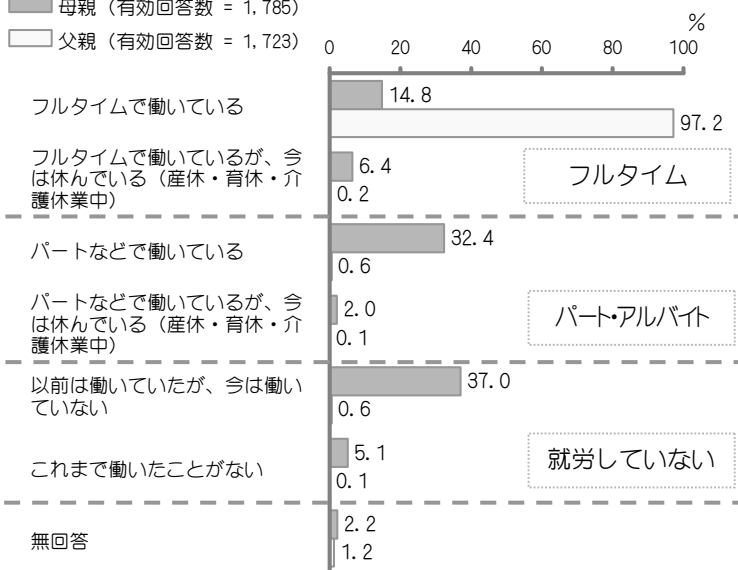 母親（有効回答数 = 1,785）
父親（有効回答数 = 1,723）
%
0 20 40 60 80 100
フルタイムで働いている
14.8
97.2
フルタイムで働いているが、今
は休んでいる（産休・育休・介
護休業中）
6.4
0.2
フルタイム
パートなどで働いている
32.4
0.6
パートなどで働いているが、今
は休んでいる（産休・育休・介
護休業中）
2.0
0.1
パート・アルバイト
以前は働いていたが、今は働い
ていない
37.0
0.6
これまで働いたことがない
5.1
0.1
就労していない
無回答
2.2
1.2